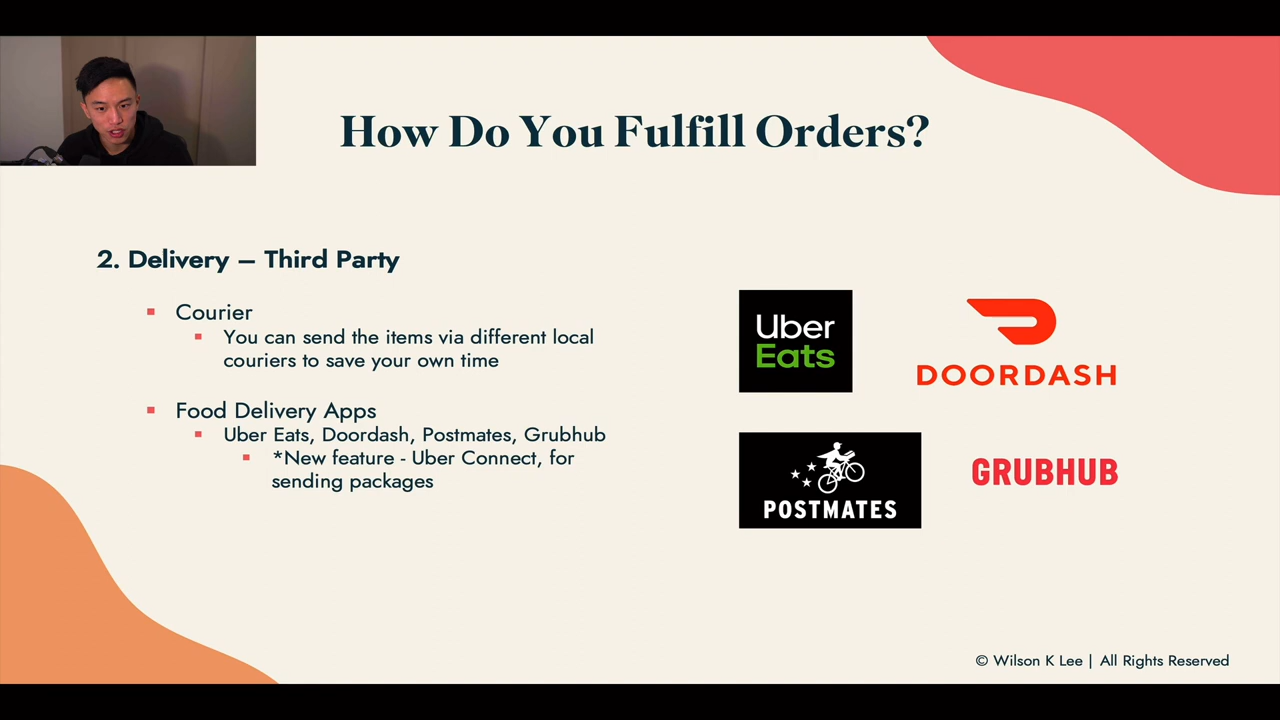 How Do You Fulfill Orders?
2. Delivery – Third Party
Courier
You can send the items via different local
couriers to save your own time
Food Delivery Apps
Uber Eats, Doordash, Postmates, Grubhub
*New feature - Uber Connect, for
sending packages
Uber
Eats
DOORDASH
POSTMATES
GRUBHUB
© Wilson K Lee | All Rights Reserved